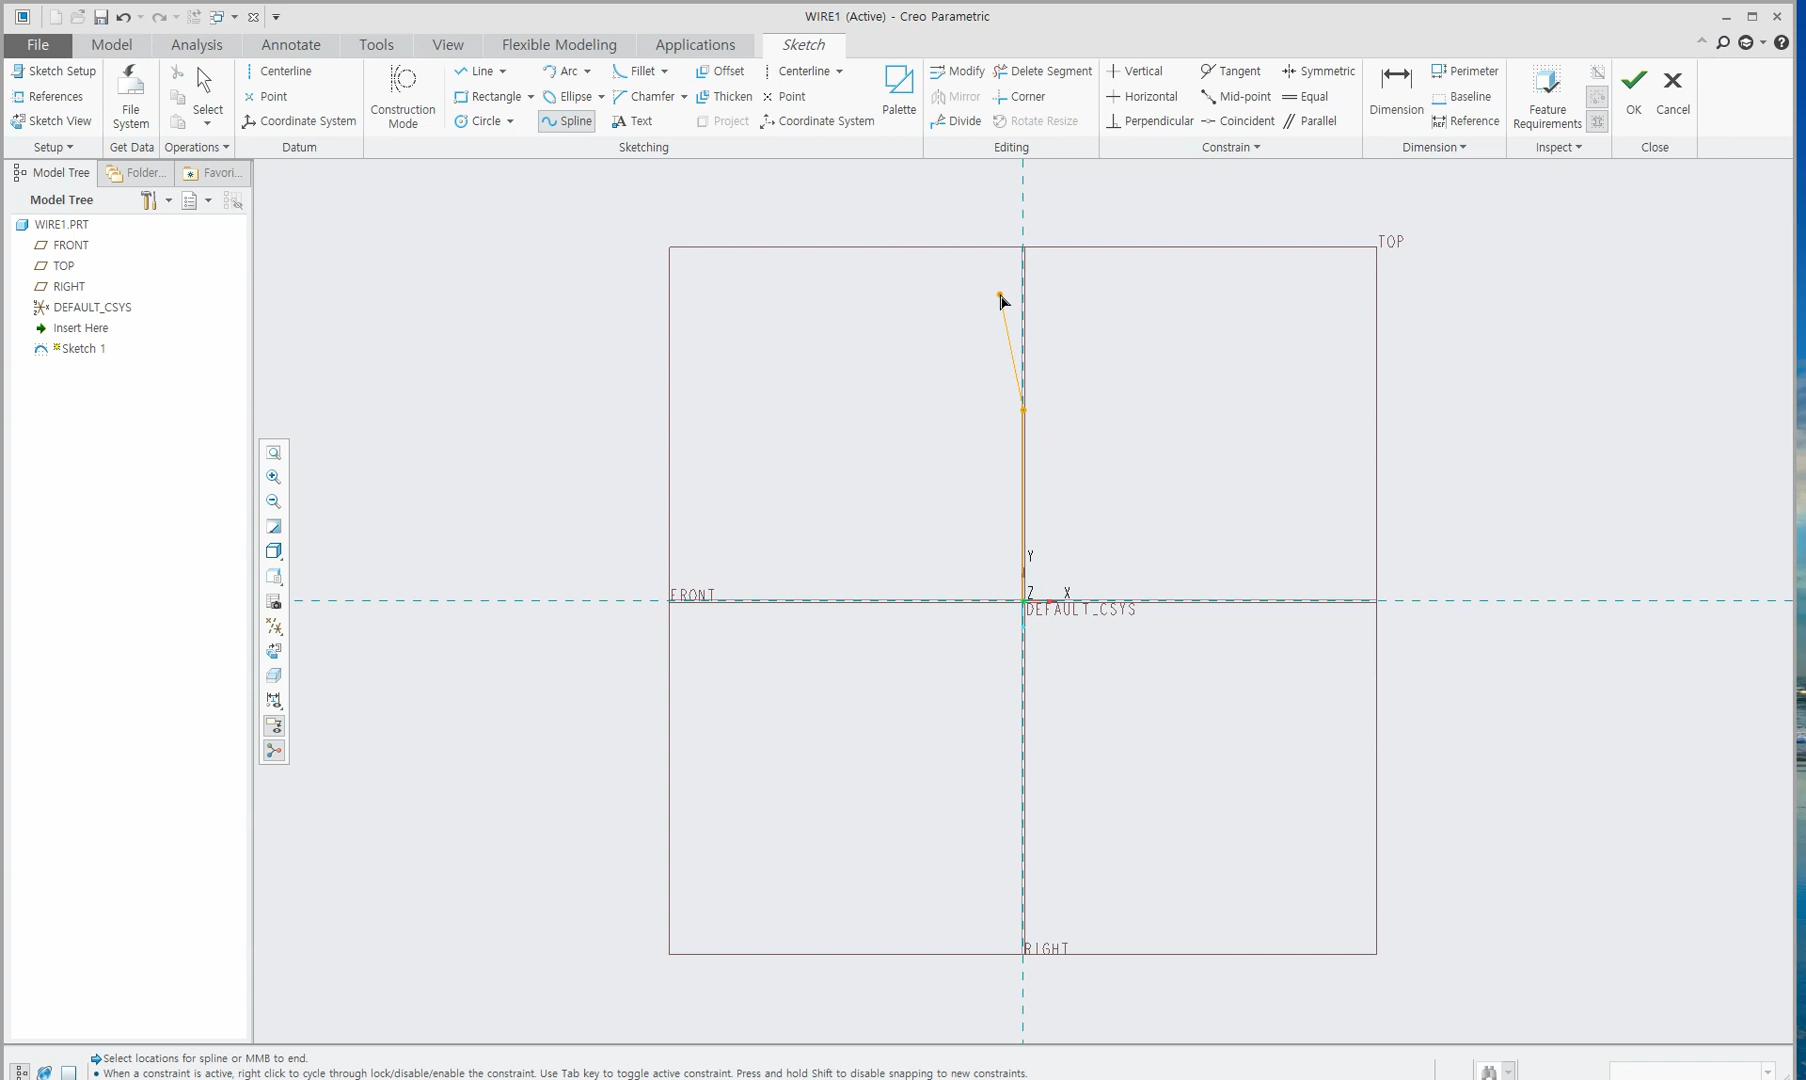 WIRE1 (Active) - Creo Parametric
File Model Analysis Annotate Tools View Flexible Modeling Applications Sketch
Sketch Setup
References
Sketch View
Setup
File System
Get Data
Select
Operations
Centerline
Point
Coordinate System
Datum
Construction Mode
Line Arc Fillet Offset Centerline
Rectangle Ellipse Chamfer Thicken Point
Circle Spline Text Project Coordinate System
Palette
Sketching
Modify Delete Segment
Mirror Corner
Divide Rotate Resize
Editing
Vertical Tangent Symmetric
Horizontal Mid-point Equal
Perpendicular Coincident Parallel
Constrain
Dimension
Perimeter
Baseline
Reference
Dimension
Feature Requirements
Inspect
OK Cancel
Close
Model Tree Folder... Favori...
Model Tree
WIRE1.PRT
FRONT
TOP
RIGHT
DEFAULT_CSYS
Insert Here
Sketch 1
TOP
Y
Z X
FRONT
DEFAULT_CSYS
RIGHT
Select locations for spline or MMB to end.
• When a constraint is active, right click to cycle through lock/disable/enable the constraint. Use Tab key to toggle active constraint. Press and hold Shift to disable snapping to new constraints.